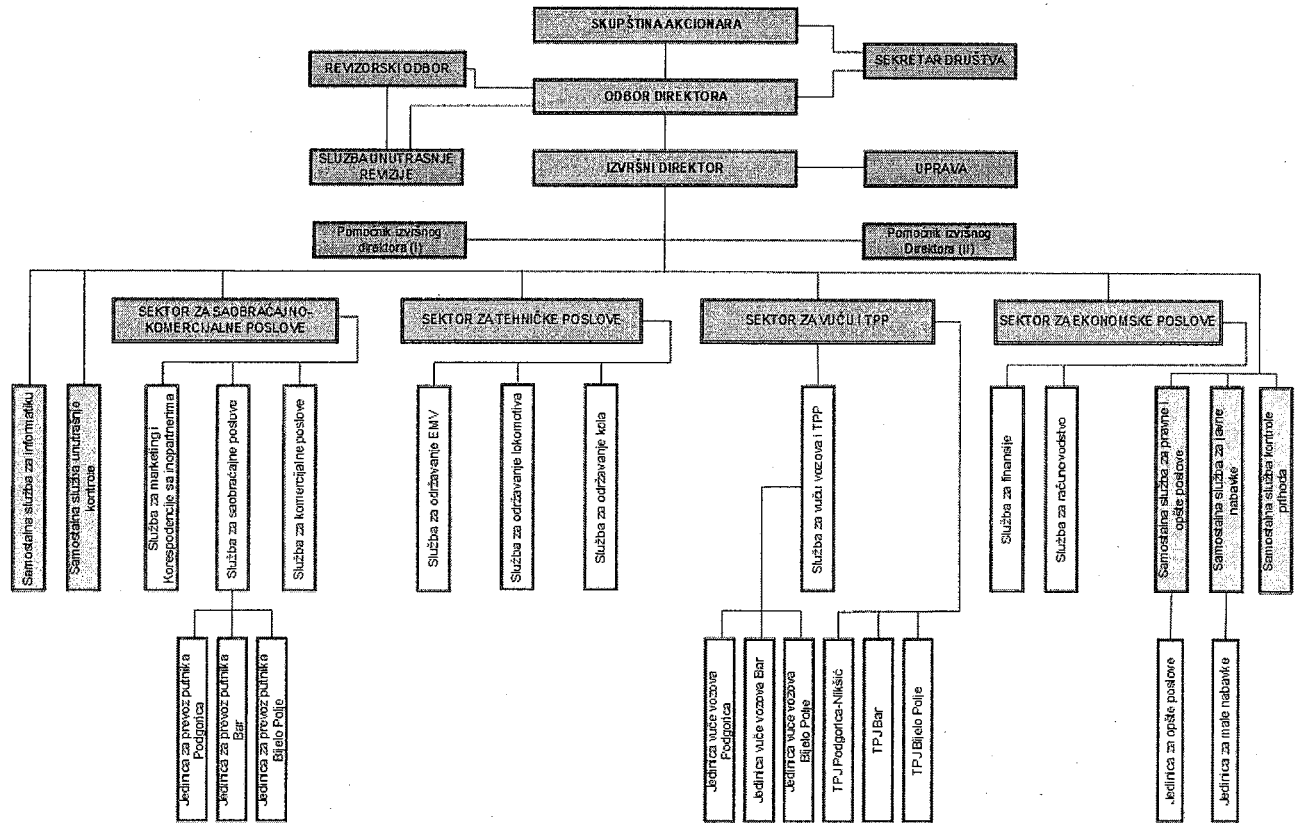 SKUPŠTINA AKCIONARA
REVIZORSKI ODBOR
SEKRETAR DRUŠTVA
ODBOR DIREKTORA
SLUŽBA UNUTRAŠNJE
REVIZIJE
IZVRŠNI DIREKTOR
UPRAVA
Pomoćnik izvršnog
direktora (I)
Pomoćnik izvršnog
Direktora (II)
SEKTOR ZA SAOBRAĆAJNO-
KOMERCIJALNE POSLOVE
SEKTOR ZA TEHNIČKE POSLOVE
SEKTOR ZA VUČU I TPP
SEKTOR ZA EKONOMSKE POSLOVE
Samostalna služba za informatiku
Samostalna služba unutrašnje
kontrole
Služba za marketing i
Korespodencije sa inopartnerima
Služba za saobraćajne poslove
Služba za komercijalne poslove
Služba za održavanje EMV
Služba za održavanje lokomotiva
Služba za održavanje kola
Služba za vuču vozova i TPP
Služba za finansije
Služba za računovodstvo
Samostalna služba za pravne i
opšte poslove
Samostalna služba za javne
nabavke
Samostalna služba kontrole
prihoda
Jedinica za prevoz putnika
Podgorica
Jedinica za prevoz putnika
Bar
Jedinica za prevoz putnika
Bijelo Polje
Jedinica vuče vozova
Podgorica
Jedinica vuče vozova Bar
Jedinica vuče vozova
Bijelo Polje
TPJ Podgorica-Nikšić
TPJ Bar
TPJ Bijelo Polje
Jedinica za opšte poslove
Jedinica za male nabavke